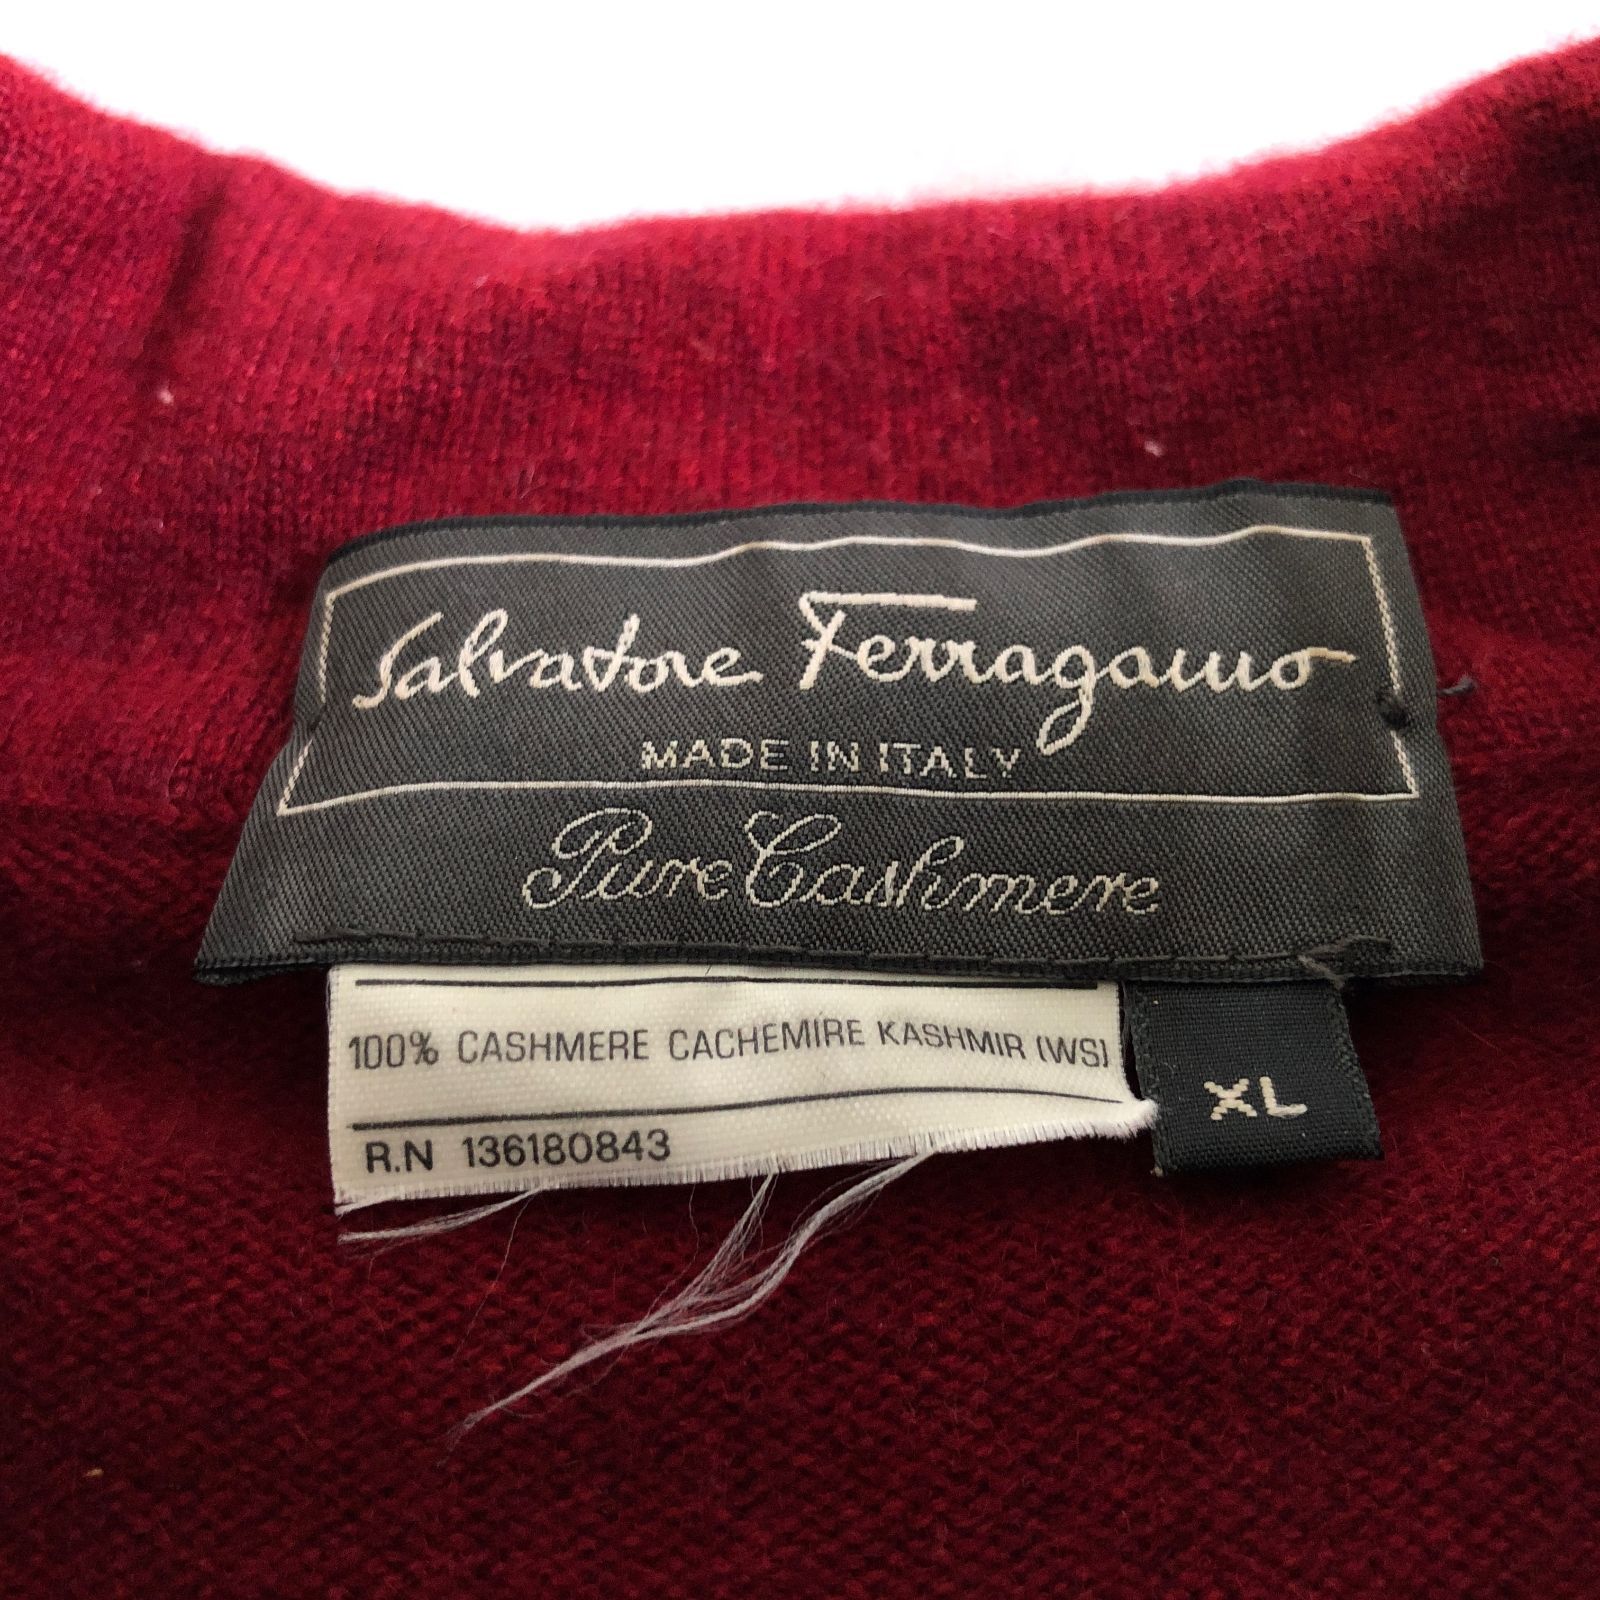 Salvatore Ferragamo
MADE IN ITALY
Pure Cashmere
100% CASHMERE CACHEMIRE KASHMIR (WS)
R.N 136180843
XL